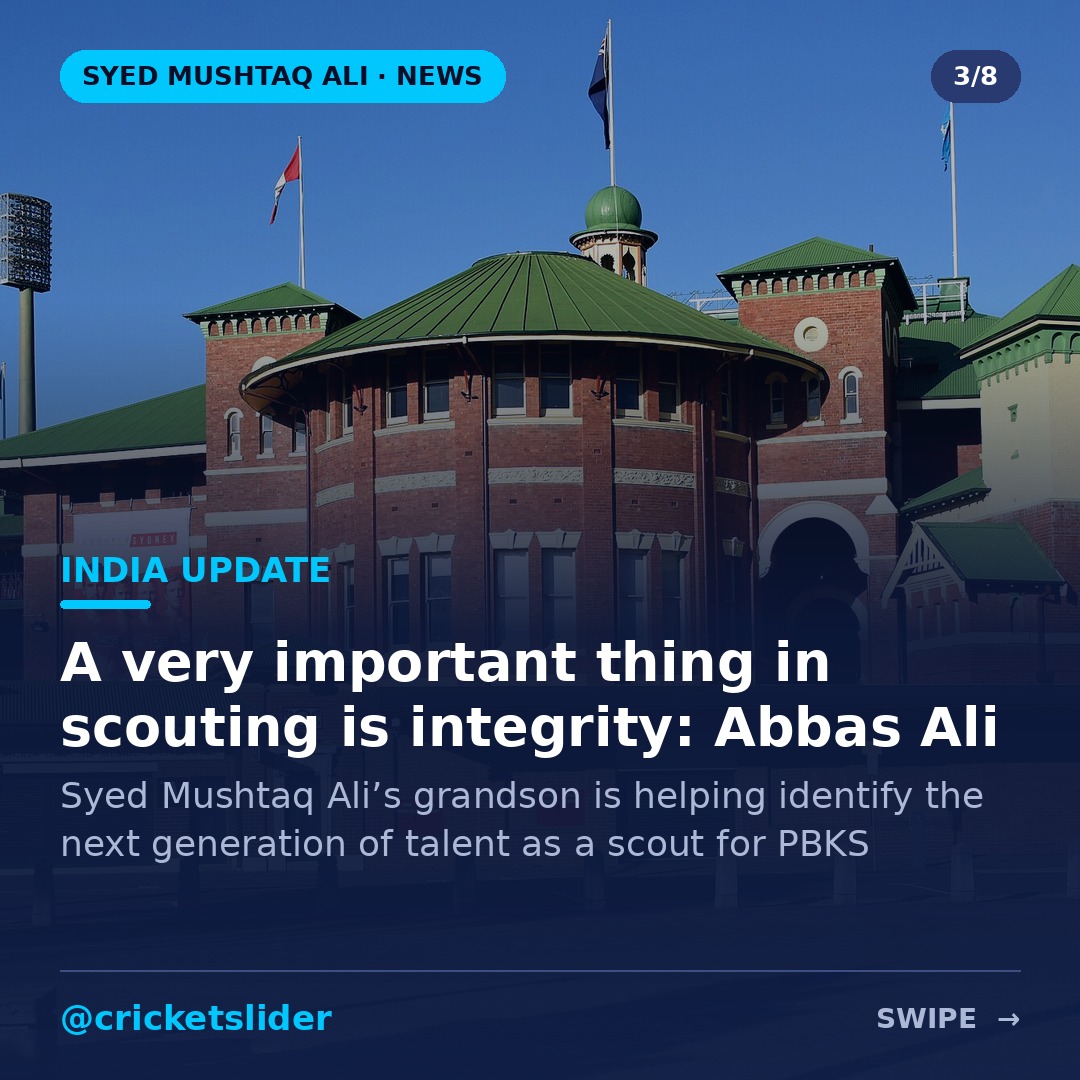 SYED MUSHTAQ ALI · NEWS
3/8
SYDNEY
INDIA UPDATE
A very important thing in
scouting is integrity: Abbas Ali
Syed Mushtaq Ali’s grandson is helping identify the
next generation of talent as a scout for PBKS
@cricketslider
SWIPE →